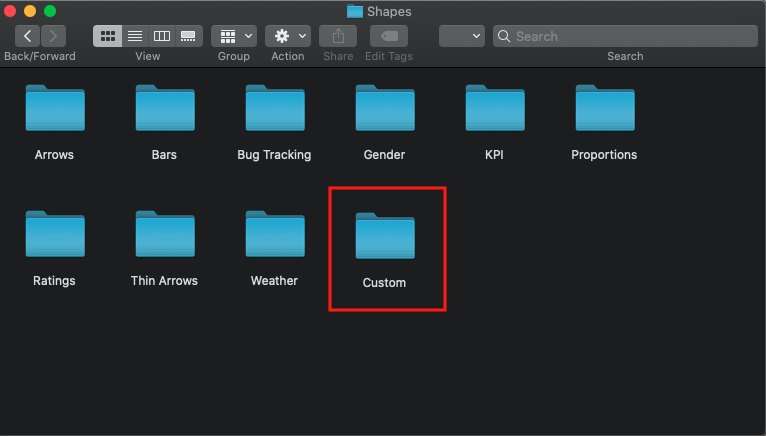 Shapes
Search
Back/Forward View Group Action Share Edit Tags Search
Arrows Bars Bug Tracking Gender KPI Proportions
Ratings Thin Arrows Weather Custom